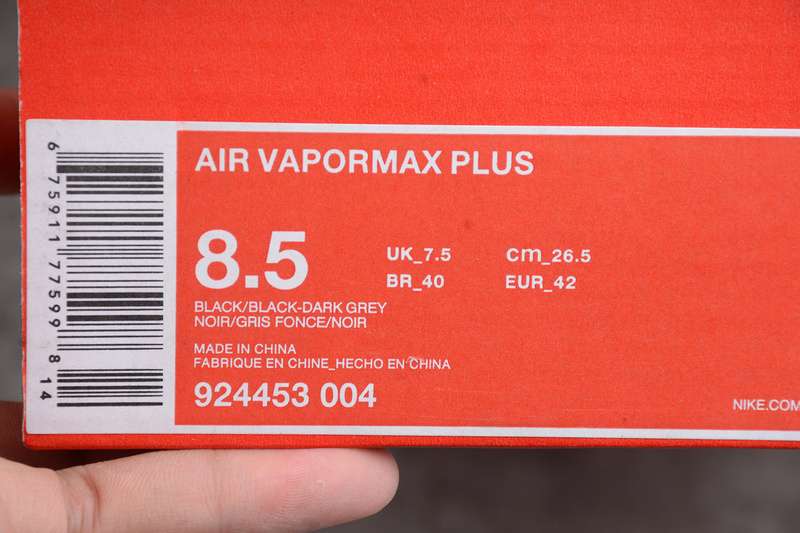 AIR VAPORMAX PLUS
8.5
UK_7.5 cm_26.5
BR_40 EUR_42
BLACK/BLACK-DARK GREY
NOIR/GRIS FONCE/NOIR
MADE IN CHINA
FABRIQUE EN CHINE_HECHO EN CHINA
924453 004
NIKE.COM
6 75911 77599 8 14